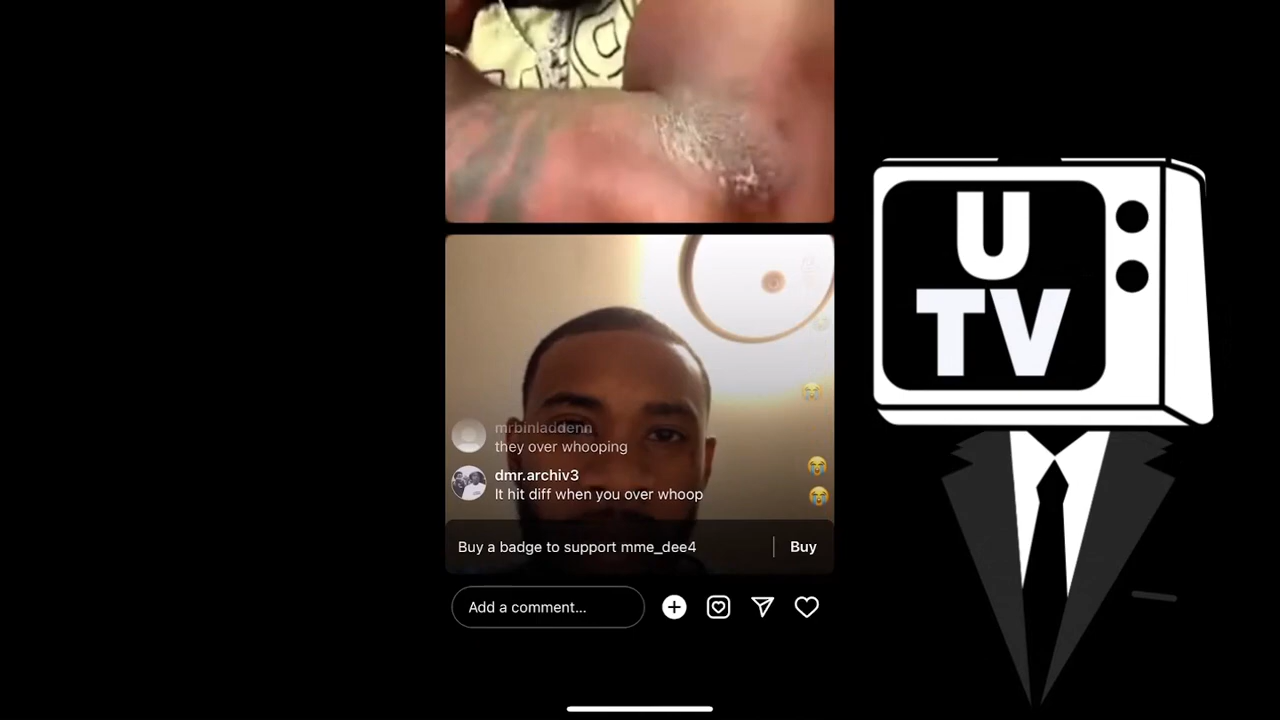 U
TV
mrbinladdenn
they over whooping
dmr.archiv3
It hit diff when you over whoop
Buy a badge to support mme_dee4
Buy
Add a comment...